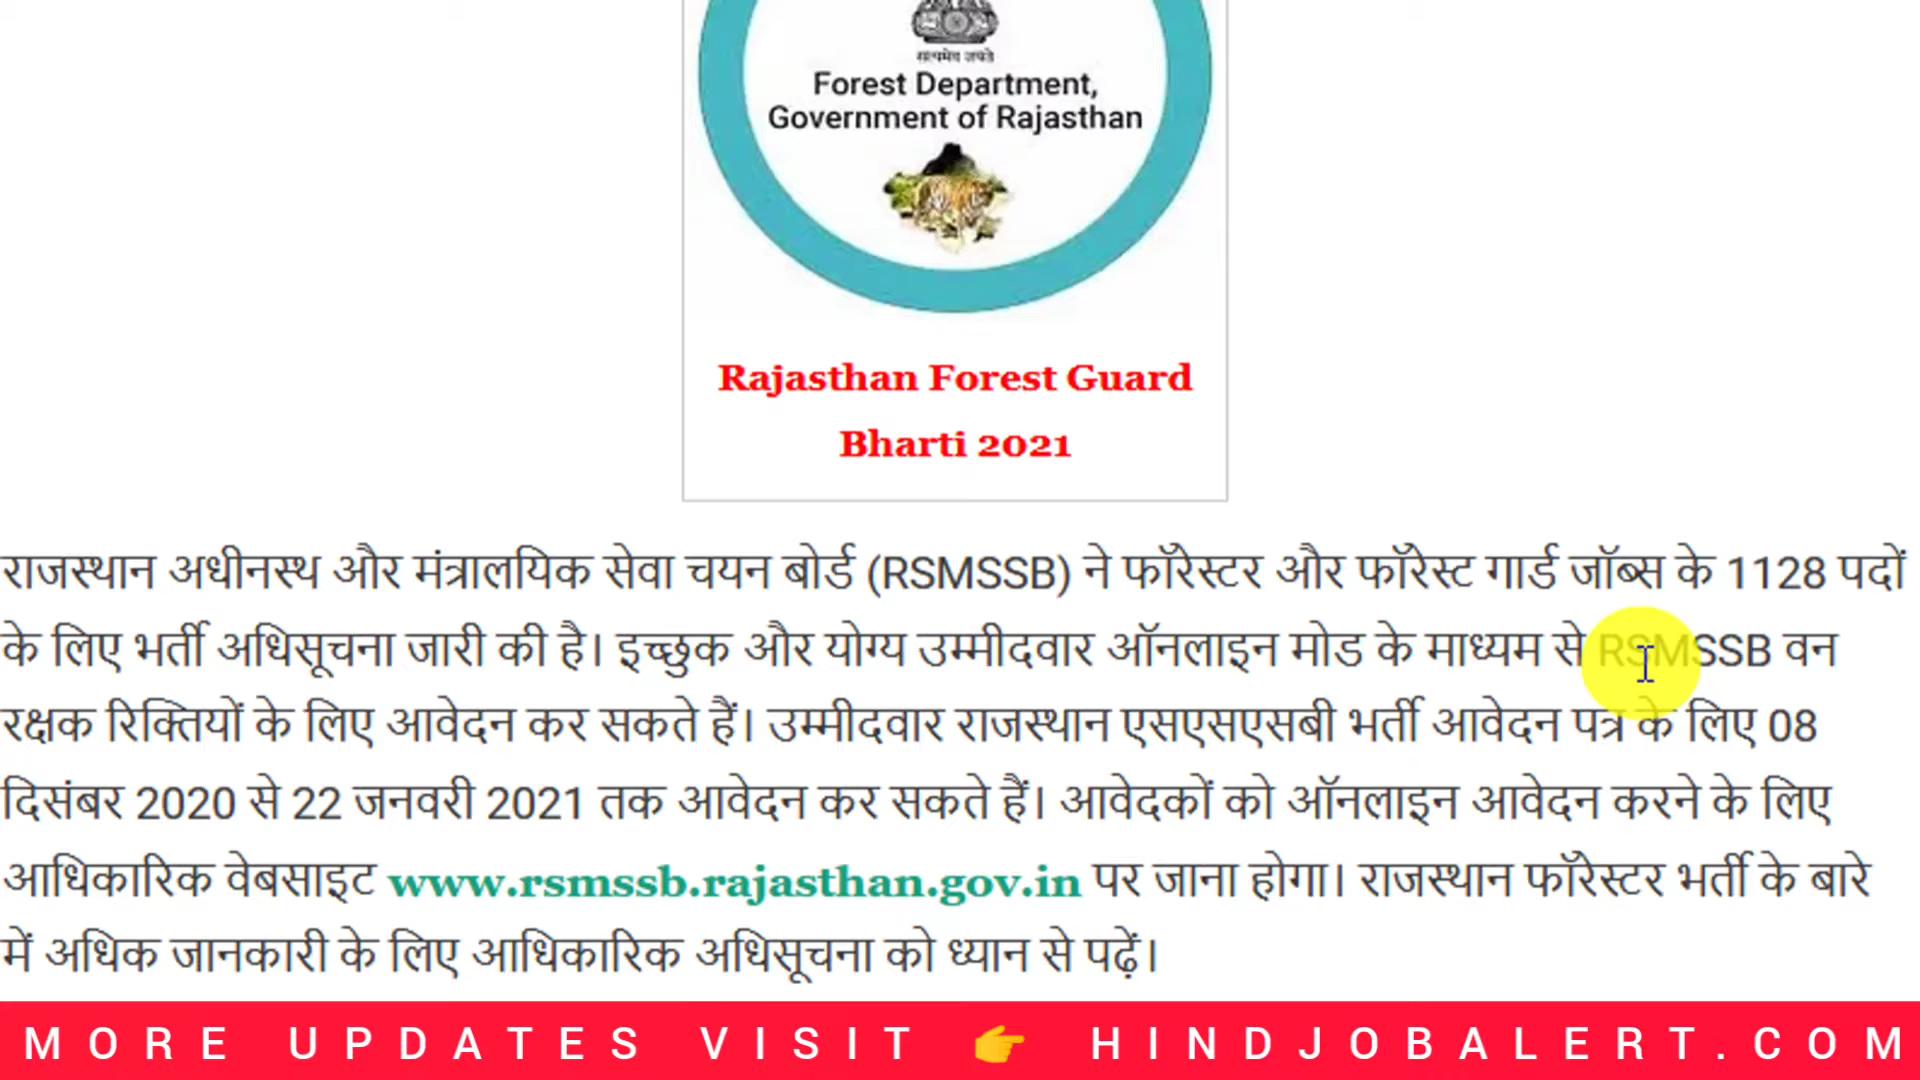 सत्यमेव जयते
Forest Department,
Government of Rajasthan
Rajasthan Forest Guard
Bharti 2021
राजस्थान अधीनस्थ और मंत्रालयिक सेवा चयन बोर्ड (RSMSSB) ने फॉरेस्टर और फॉरेस्ट गार्ड जॉब्स के 1128 पदों
के लिए भर्ती अधिसूचना जारी की है। इच्छुक और योग्य उम्मीदवार ऑनलाइन मोड के माध्यम से RSMSSB वन
रक्षक रिक्तियों के लिए आवेदन कर सकते हैं। उम्मीदवार राजस्थान एसएसएसबी भर्ती आवेदन पत्र के लिए 08
दिसंबर 2020 से 22 जनवरी 2021 तक आवेदन कर सकते हैं। आवेदकों को ऑनलाइन आवेदन करने के लिए
आधिकारिक वेबसाइट www.rsmssb.rajasthan.gov.in पर जाना होगा। राजस्थान फॉरेस्टर भर्ती के बारे
में अधिक जानकारी के लिए आधिकारिक अधिसूचना को ध्यान से पढ़ें।
MORE UPDATES VISIT 👉 HINDJOBALERT.COM